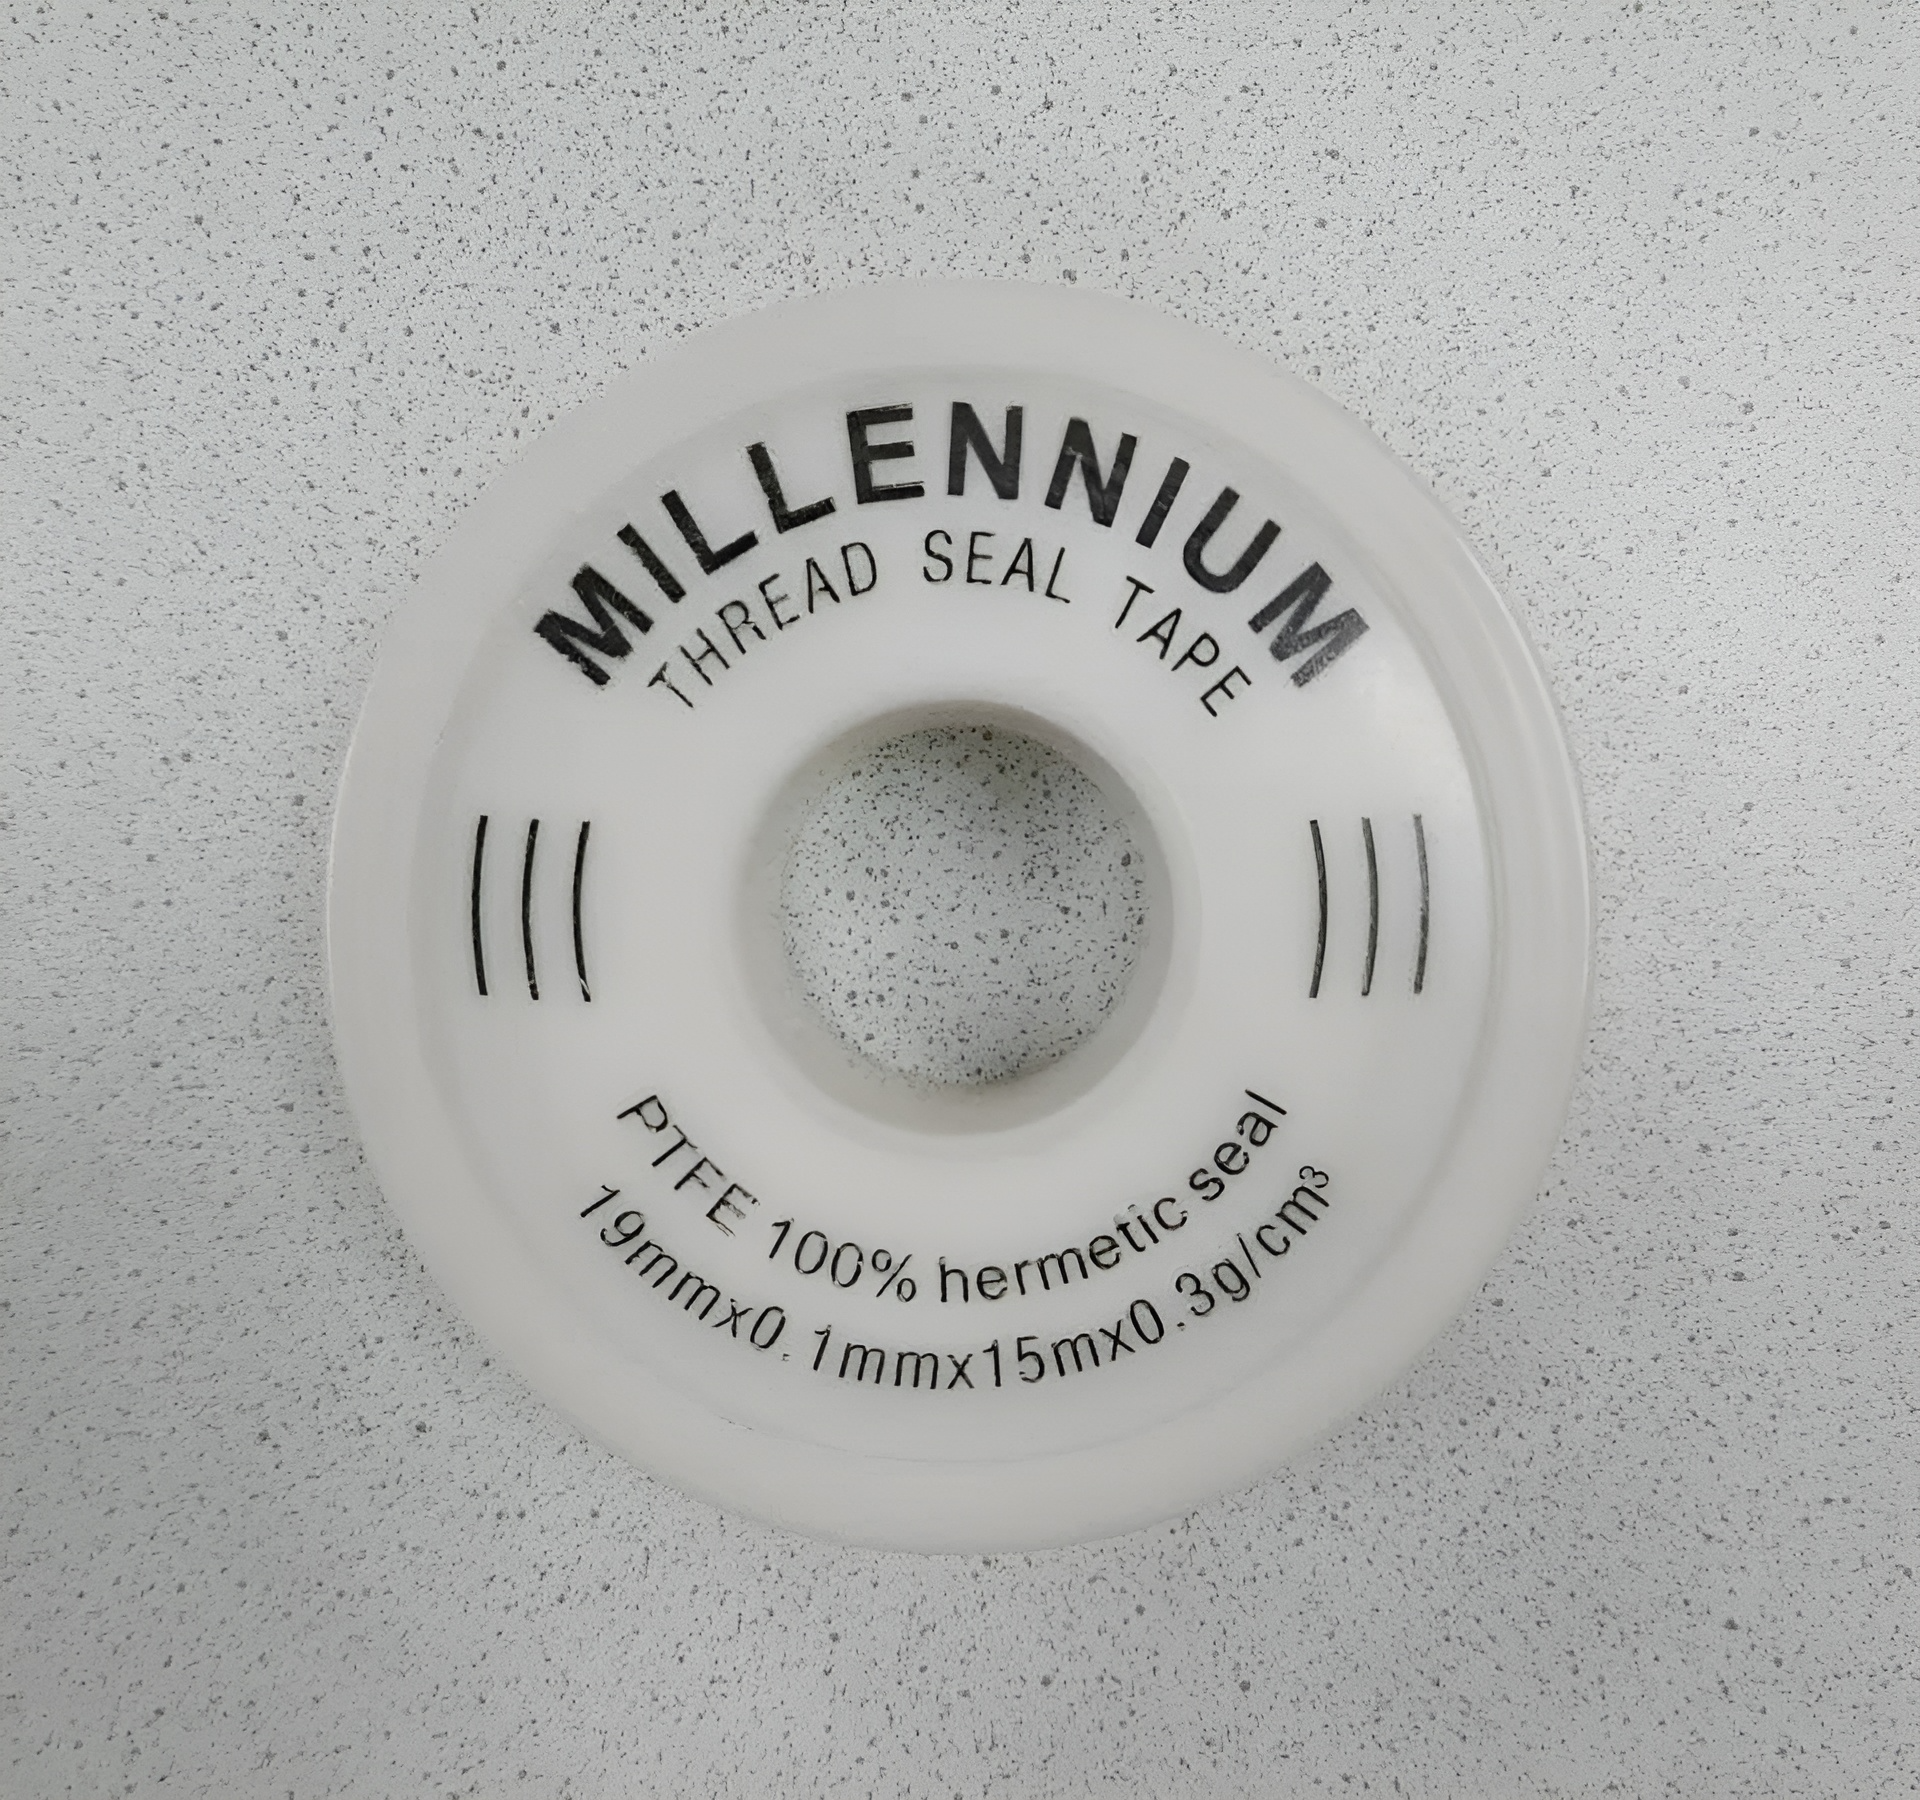 MILLENNIUM
THREAD SEAL TAPE
PTFE 100% hermetic seal
19mmx0.1mmx15mx0.3g/cm³